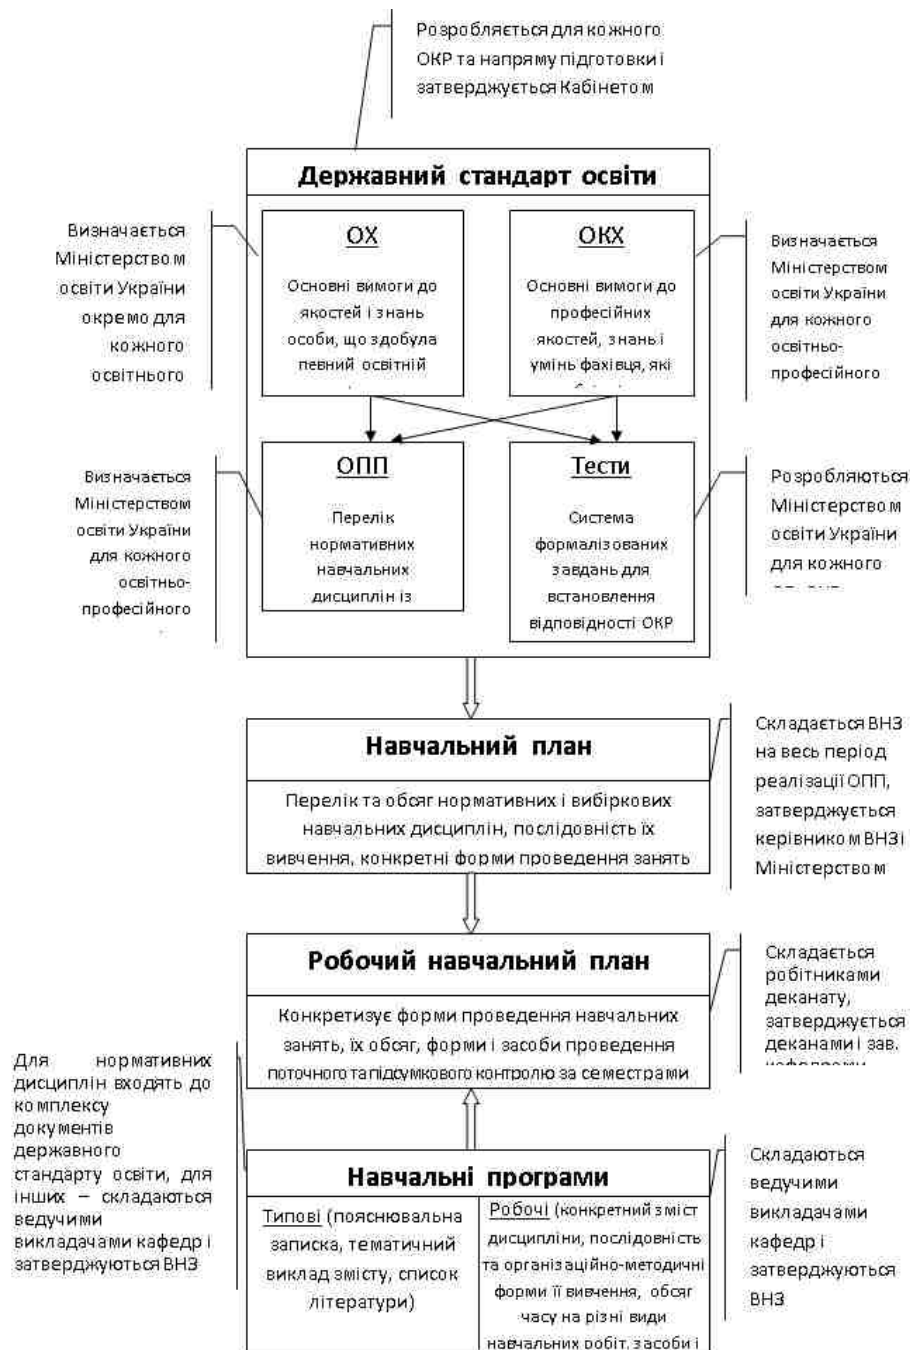 Розробляється для кожного
ОКР та напряму підготовки і
затверджується Кабінетом
Державний стандарт освіти
Визначається
Міністерством
освіти України
окремо для
кожного
освітнього
ОХ
Основні вимоги до
якостей і знань
особи, що здобула
певний освітній
ОКХ
Основні вимоги до
професійних
якостей, знань і
умінь фахівця, які
Визначається
Міністерством
освіти України
для кожного
освітньо-
професійного
Визначається
Міністерством
освіти України
для кожного
освітньо-
професійного
ОПП
Перелік
нормативних
навчальних
дисциплін із
Тести
Система
формалізованих
завдань для
встановлення
відповідності ОКР
Розробляються
Міністерством
освіти України
для кожного
Навчальний план
Перелік та обсяг нормативних і вибіркових
навчальних дисциплін, послідовність їх
вивчення, конкретні форми проведення занять
Складається ВНЗ
на весь період
реалізації ОПП,
затверджується
керівником ВНЗ і
Міністерством
Робочий навчальний план
Конкретизує форми проведення навчальних
занять, їх обсяг, форми і засоби проведення
поточного та підсумкового контролю за семестрами
Складається
робітниками
деканату,
затверджується
деканами і зав.
кафедрами
Для нормативних
дисциплін входять до
комплексу
документів
державного
стандарту освіти, для
інших – складаються
ведучими
викладачами кафедр і
затверджуються ВНЗ
Навчальні програми
Типові (пояснювальна
записка, тематичний
виклад змісту, список
літератури)
Робочі (конкретний зміст
дисципліни, послідовність
та організаційно-методичні
форми її вивчення, обсяг
часу на різні види
навчальних робіт, засоби і
Складаються
ведучими
викладачами
кафедр і
затверджуються
ВНЗ